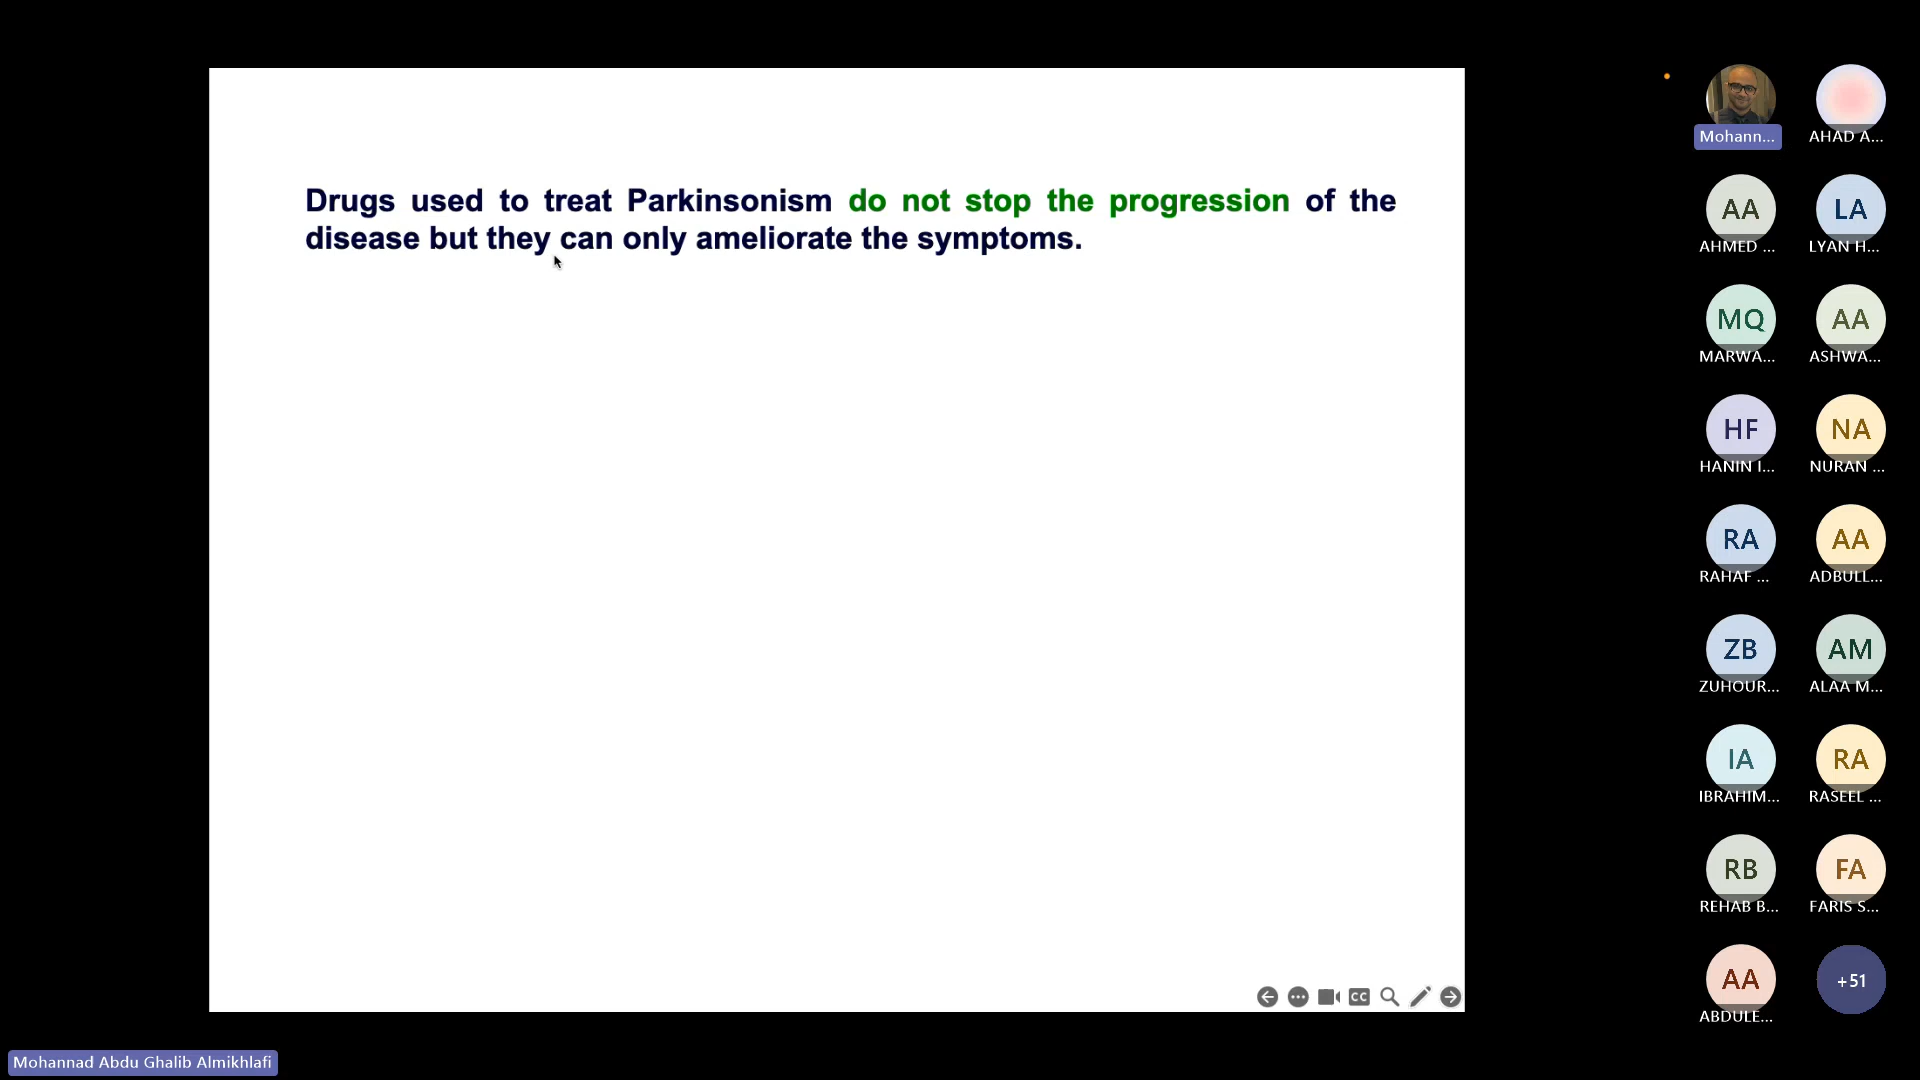 Drugs used to treat Parkinsonism do not stop the progression of the
disease but they can only ameliorate the symptoms.
CC
Mohann...
AHAD A...
AA
AHMED ...
LA
LYAN H...
MQ
MARWA...
AA
ASHWA...
HF
HANIN I...
NA
NURAN ...
RA
RAHAF ...
AA
ADBULL...
ZB
ZUHOUR...
AM
ALAA M...
IA
IBRAHIM...
RA
RASEEL ...
RB
REHAB B...
FA
FARIS S...
AA
ABDULE...
+51
Mohannad Abdu Ghalib Almikhlafi